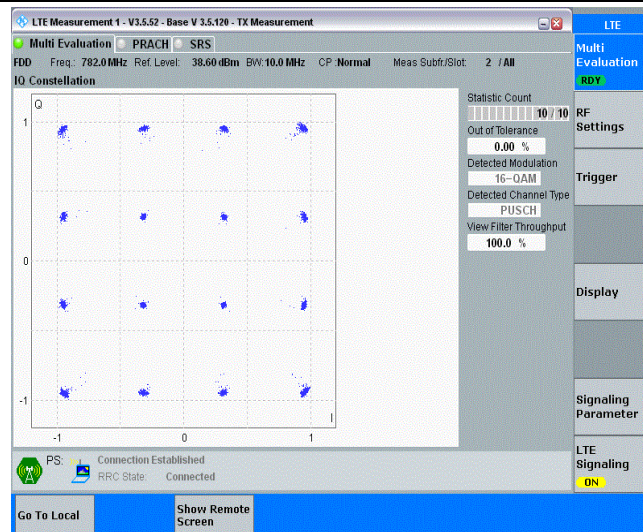 LTE Measurement 1 - V3.5.52 - Base V 3.5.120 - TX Measurement
LTE
Multi Evaluation PRACH SRS
Multi
Evaluation
RDY
FDD Freq.: 782.0 MHz Ref. Level: 38.60 dBm BW: 10.0 MHz CP :Normal Meas Subfr./Slot: 2 / All
IQ Constellation
Q
1
0
-1
-1 0 1
I
Statistic Count
10 / 10
Out of Tolerance
0.00 %
Detected Modulation
16-QAM
Detected Channel Type
PUSCH
View Filter Throughput
100.0 %
RF
Settings
Trigger
Display
Signaling
Parameter
LTE
Signaling
ON
PS: Connection Established
RRC State: Connected
Go To Local
Show Remote
Screen